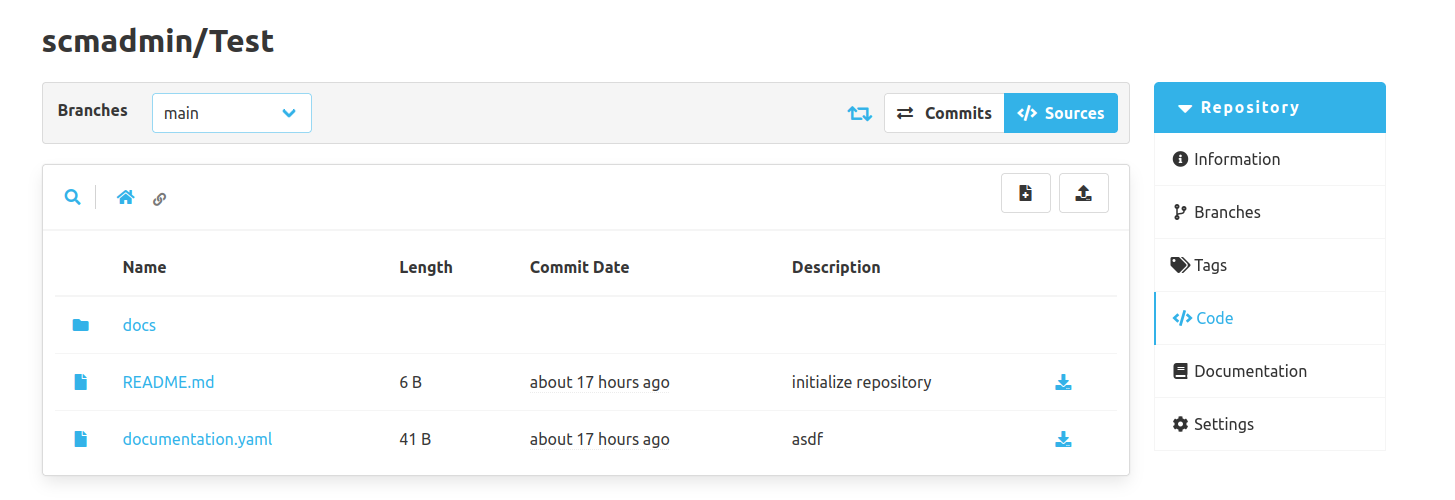 scmadmin/Test
Branches main Commits Sources
Name Length Commit Date Description
docs
README.md 6 B about 17 hours ago initialize repository
documentation.yaml 41 B about 17 hours ago asdf
Repository
Information
Branches
Tags
Code
Documentation
Settings